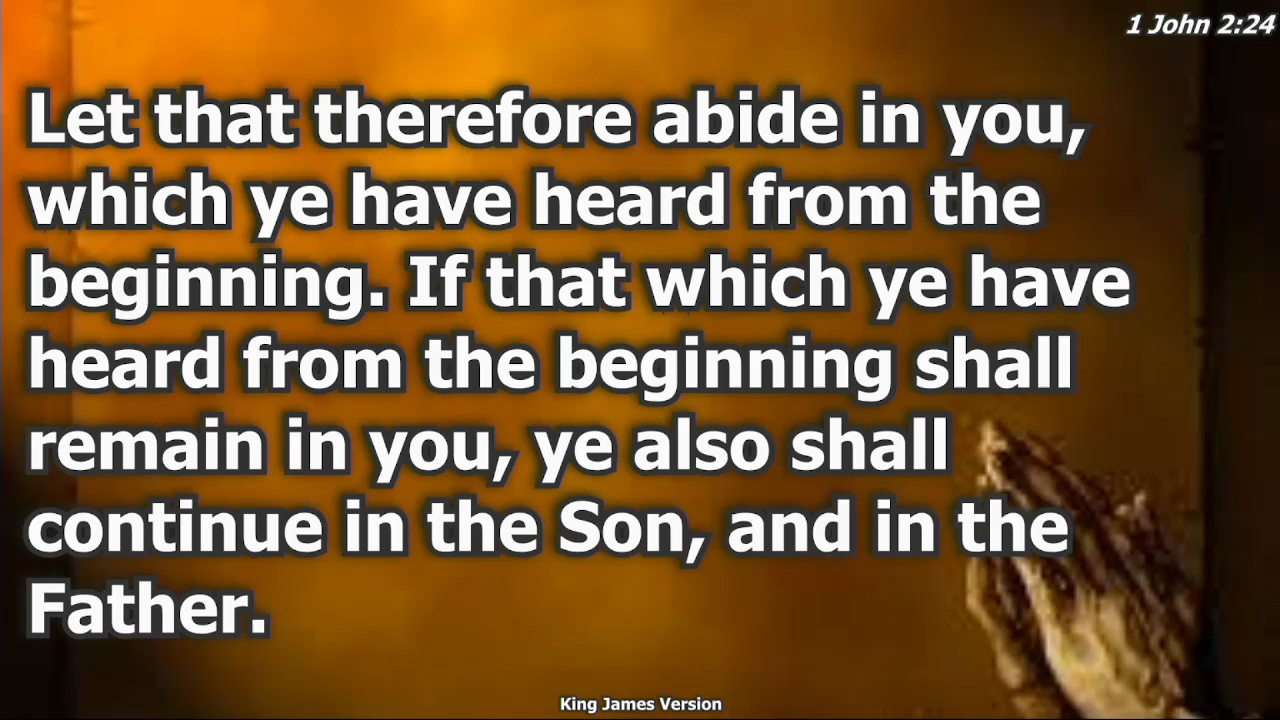 1 John 2:24
Let that therefore abide in you,
which ye have heard from the
beginning. If that which ye have
heard from the beginning shall
remain in you, ye also shall
continue in the Son, and in the
Father.
King James Version